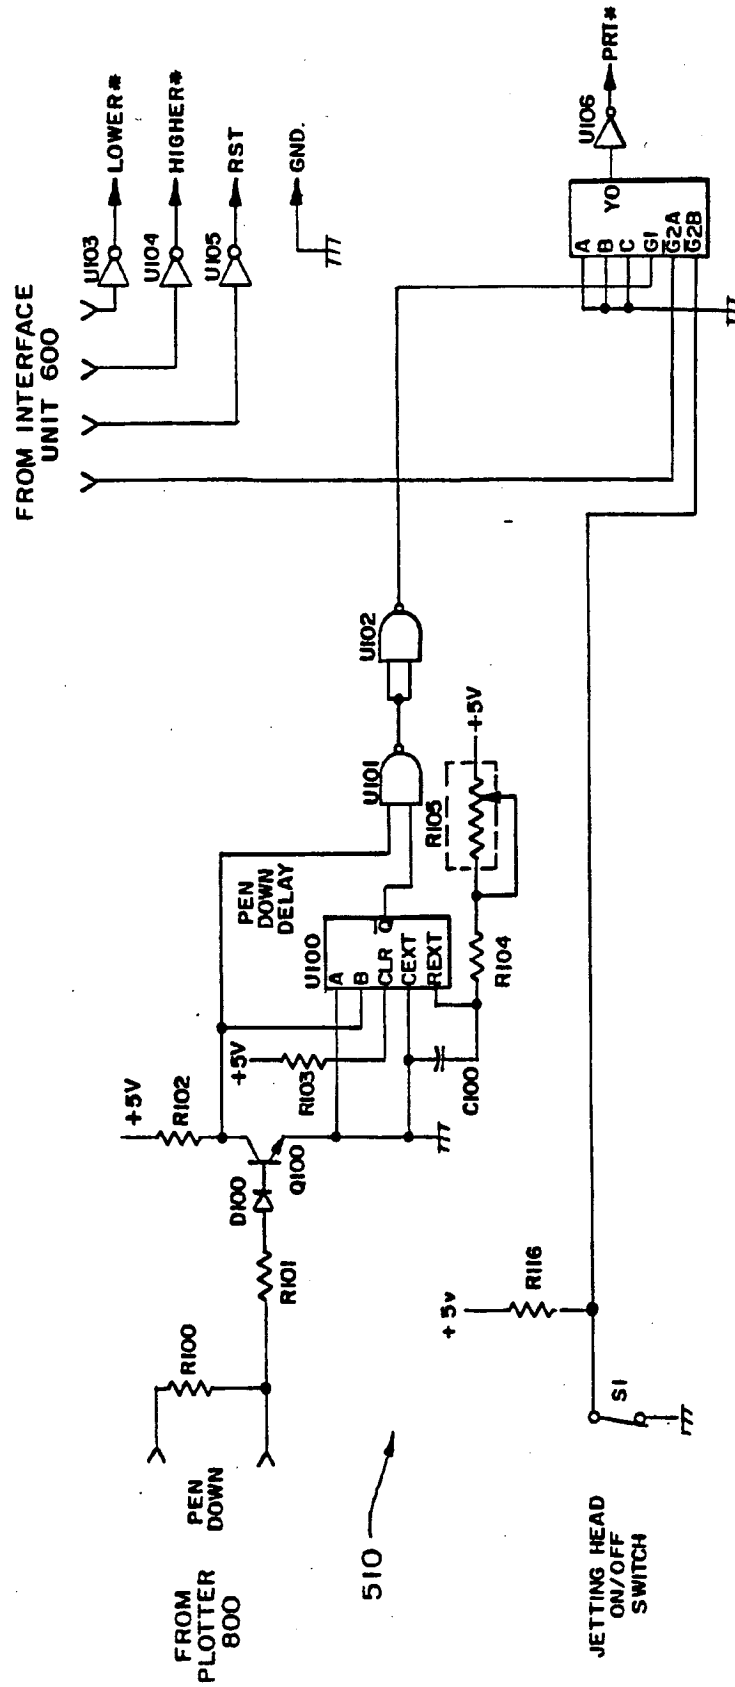 FROM INTERFACE
UNIT 600
U103
LOWER*
U104
HIGHER*
U105
RST
GND.
FROM
PLOTTER
800
PEN
DOWN
R100
R101
D100
Q100
+5V
R102
+5V
R103
PEN
DOWN
DELAY
U100
A
B
CLR
CEXT
REXT
Q
C100
R104
R105
+5V
U101
U102
510
JETTING HEAD
ON/OFF
SWITCH
S1
+5V
R116
A
B
C
G1
G2A
G2B
Y0
U106
PRT*